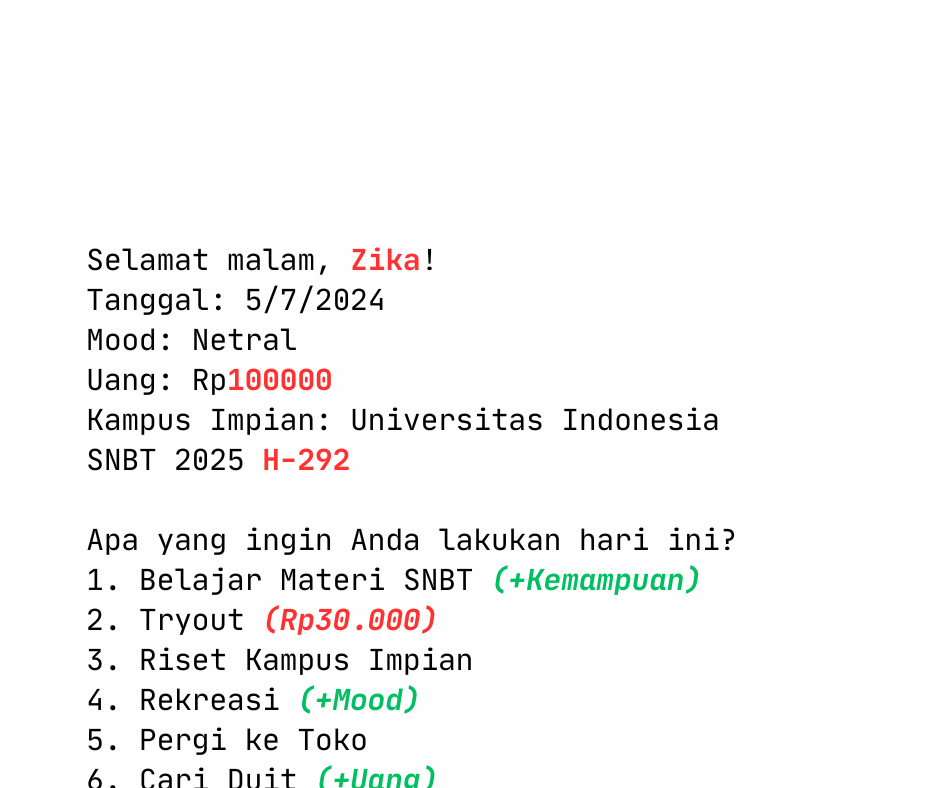 Selamat malam, Zika!
Tanggal: 5/7/2024
Mood: Netral
Uang: Rp100000
Kampus Impian: Universitas Indonesia
SNBT 2025 H-292
Apa yang ingin Anda lakukan hari ini?
1. Belajar Materi SNBT (+Kemampuan)
2. Tryout (Rp30.000)
3. Riset Kampus Impian
4. Rekreasi (+Mood)
5. Pergi ke Toko
6. Cari Duit (+Uang)